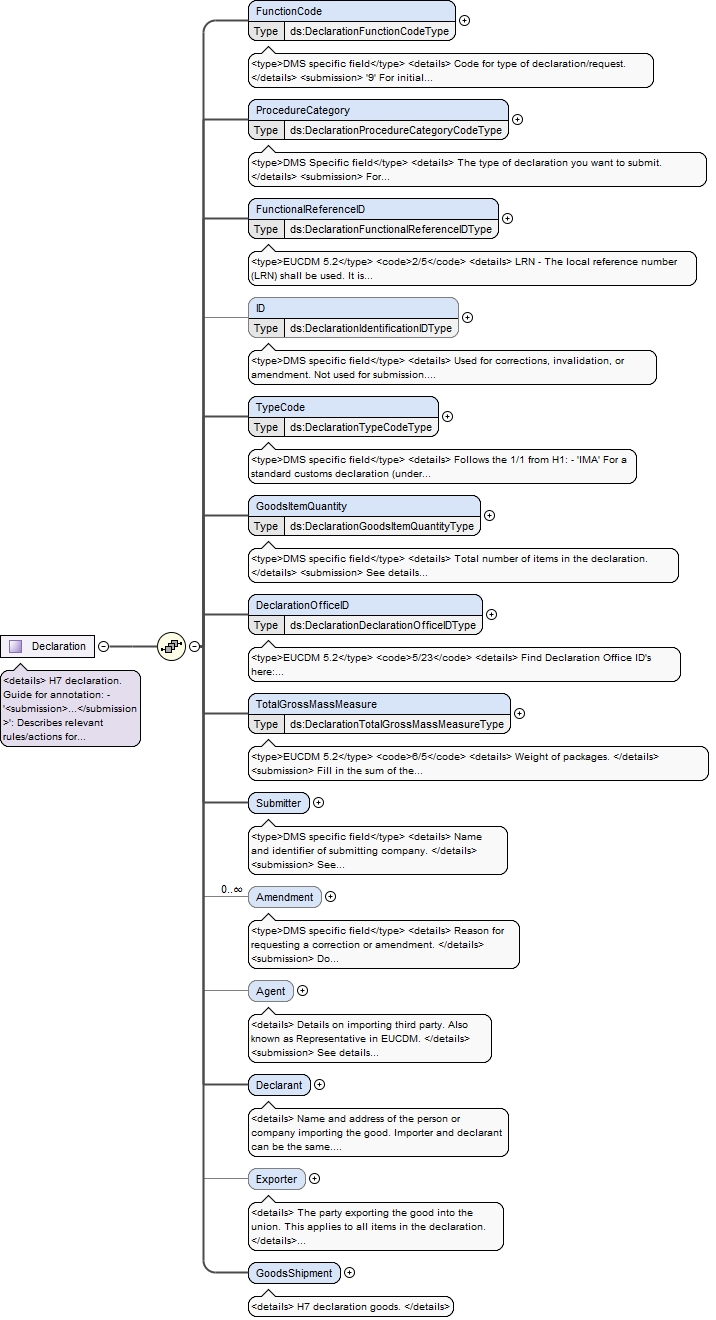 FunctionCode
Type ds:DeclarationFunctionCodeType
<type>DMS specific field</type> <details> Code for type of declaration/request.
</details> <submission> '9' For initial...
ProcedureCategory
Type ds:DeclarationProcedureCategoryCodeType
<type>DMS Specific field</type> <details> The type of declaration you want to submit.
</details> <submission> For...
FunctionalReferenceID
Type ds:DeclarationFunctionalReferenceIDType
<type>EUCDM 5.2</type> <code>2/5</code> <details> LRN - The local reference number
(LRN) shall be used. It is...
ID
Type ds:DeclarationIdentificationIDType
<type>DMS specific field</type> <details> Used for corrections, invalidation, or
amendment. Not used for submission....
TypeCode
Type ds:DeclarationTypeCodeType
<type>DMS specific field</type> <details> Follows the 1/1 from H1: - 'IMA' For a
standard customs declaration (under...
GoodsItemQuantity
Type ds:DeclarationGoodsItemQuantityType
<type>DMS specific field</type> <details> Total number of items in the declaration.
</details> <submission> See details...
DeclarationOfficeID
Type ds:DeclarationDeclarationOfficeIDType
<type>EUCDM 5.2</type> <code>5/23</code> <details> Find Declaration Office ID's
here:...
Declaration
<details> H7 declaration.
Guide for annotation: -
'<submission>...</submission
>': Describes relevant
rules/actions for...
TotalGrossMassMeasure
Type ds:DeclarationTotalGrossMassMeasureType
<type>EUCDM 5.2</type> <code>6/5</code> <details> Weight of packages. </details>
<submission> Fill in the sum of the...
Submitter
<type>DMS specific field</type> <details> Name
and identifier of submitting company. </details>
<submission> See...
0..∞
Amendment
<type>DMS specific field</type> <details> Reason for
requesting a correction or amendment. </details>
<submission> Do...
Agent
<details> Details on importing third party. Also
known as Representative in EUCDM. </details>
<submission> See details...
Declarant
<details> Name and address of the person or
company importing the good. Importer and declarant
can be the same....
Exporter
<details> The party exporting the good into the
union. This applies to all items in the declaration.
</details>...
GoodsShipment
<details> H7 declaration goods. </details>